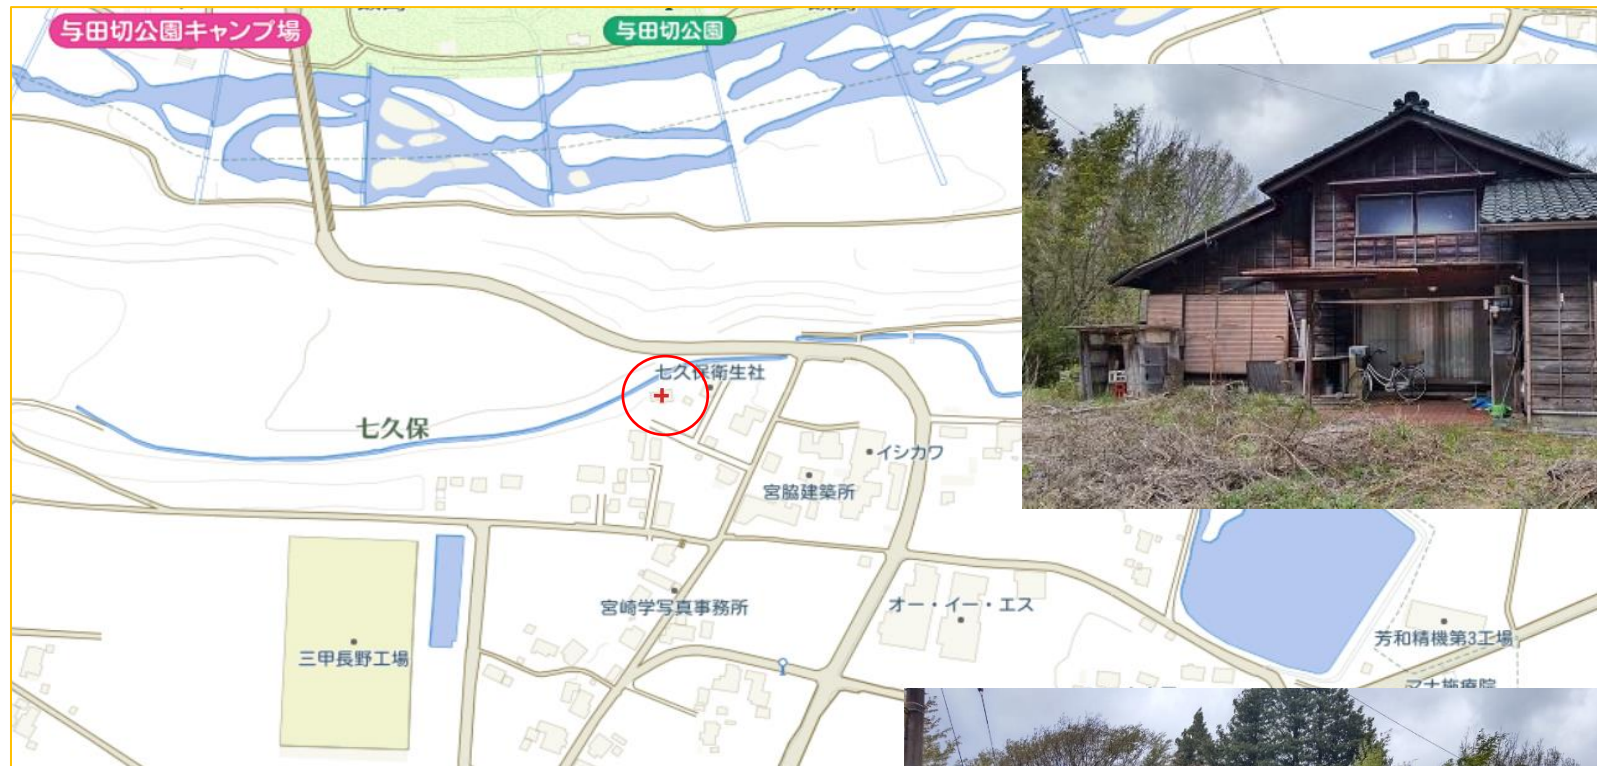 与田切公園キャンプ場
与田切公園
七久保衛生社
七久保
イシカワ
宮脇建築所
宮崎学写真事務所
オー・イー・エス
三甲長野工場
芳和精機第3工場